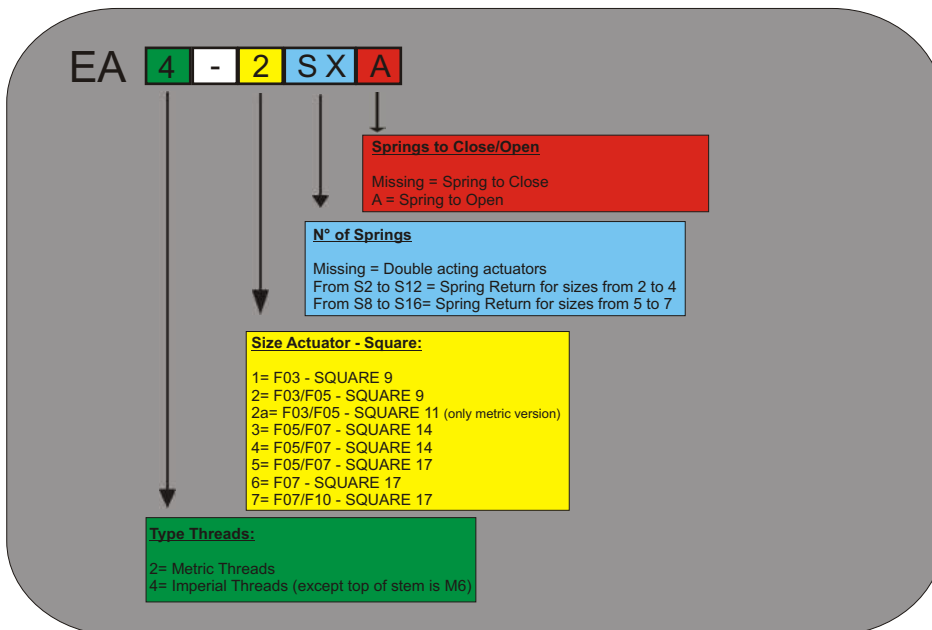 EA 4 - 2 S X A
Springs to Close/Open
Missing = Spring to Close
A = Spring to Open
N° of Springs
Missing = Double acting actuators
From S2 to S12 = Spring Return for sizes from 2 to 4
From S8 to S16= Spring Return for sizes from 5 to 7
Size Actuator - Square:
1= F03 - SQUARE 9
2= F03/F05 - SQUARE 9
2a= F03/F05 - SQUARE 11 (only metric version)
3= F05/F07 - SQUARE 14
4= F05/F07 - SQUARE 14
5= F05/F07 - SQUARE 17
6= F07 - SQUARE 17
7= F07/F10 - SQUARE 17
Type Threads:
2= Metric Threads
4= Imperial Threads (except top of stem is M6)